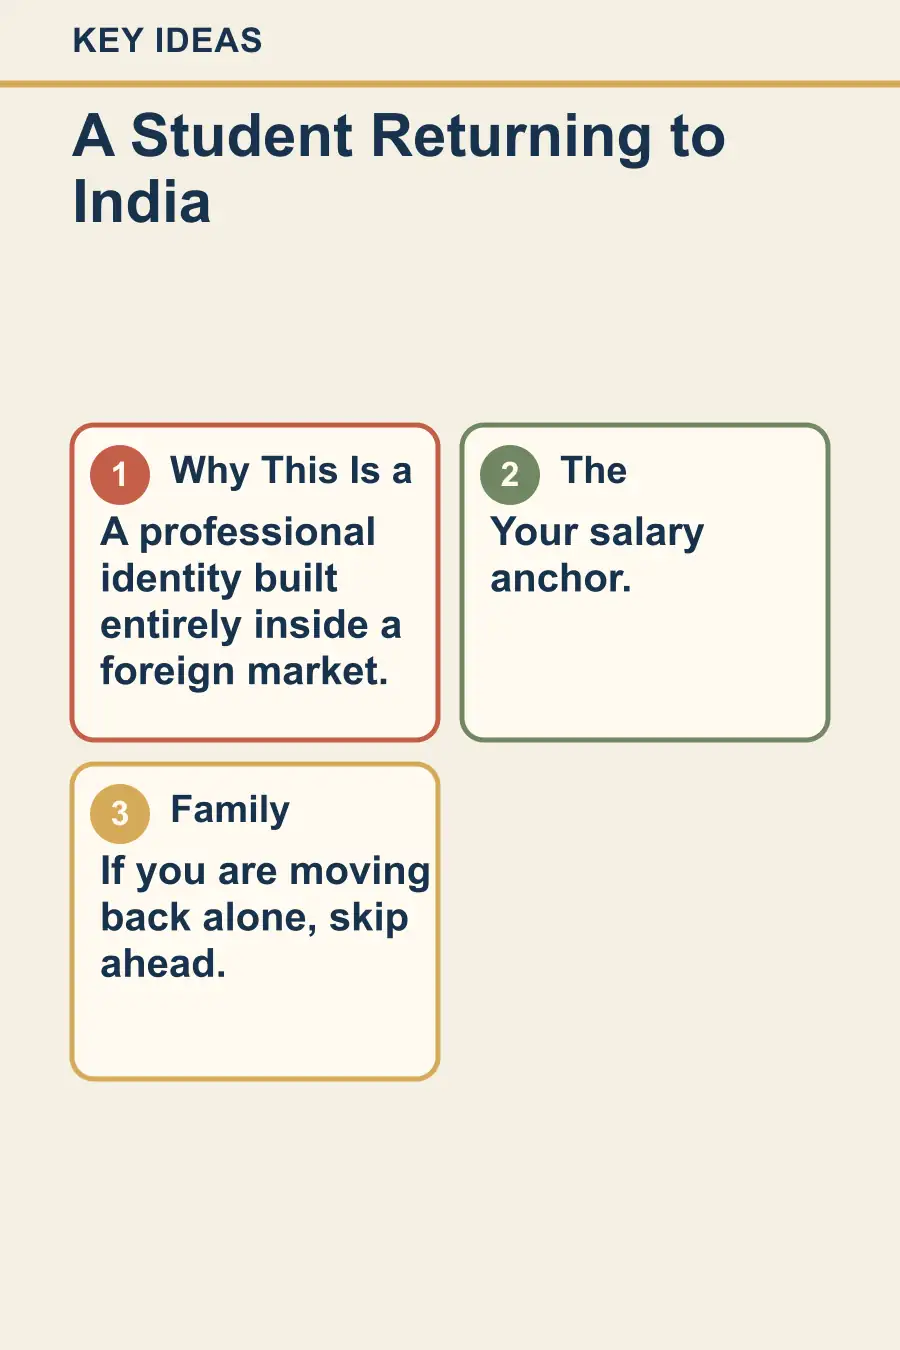 KEY IDEAS
A Student Returning to
India
1 Why This Is a
A professional
identity built
entirely inside a
foreign market.
2 The
Your salary
anchor.
3 Family
If you are moving
back alone, skip
ahead.